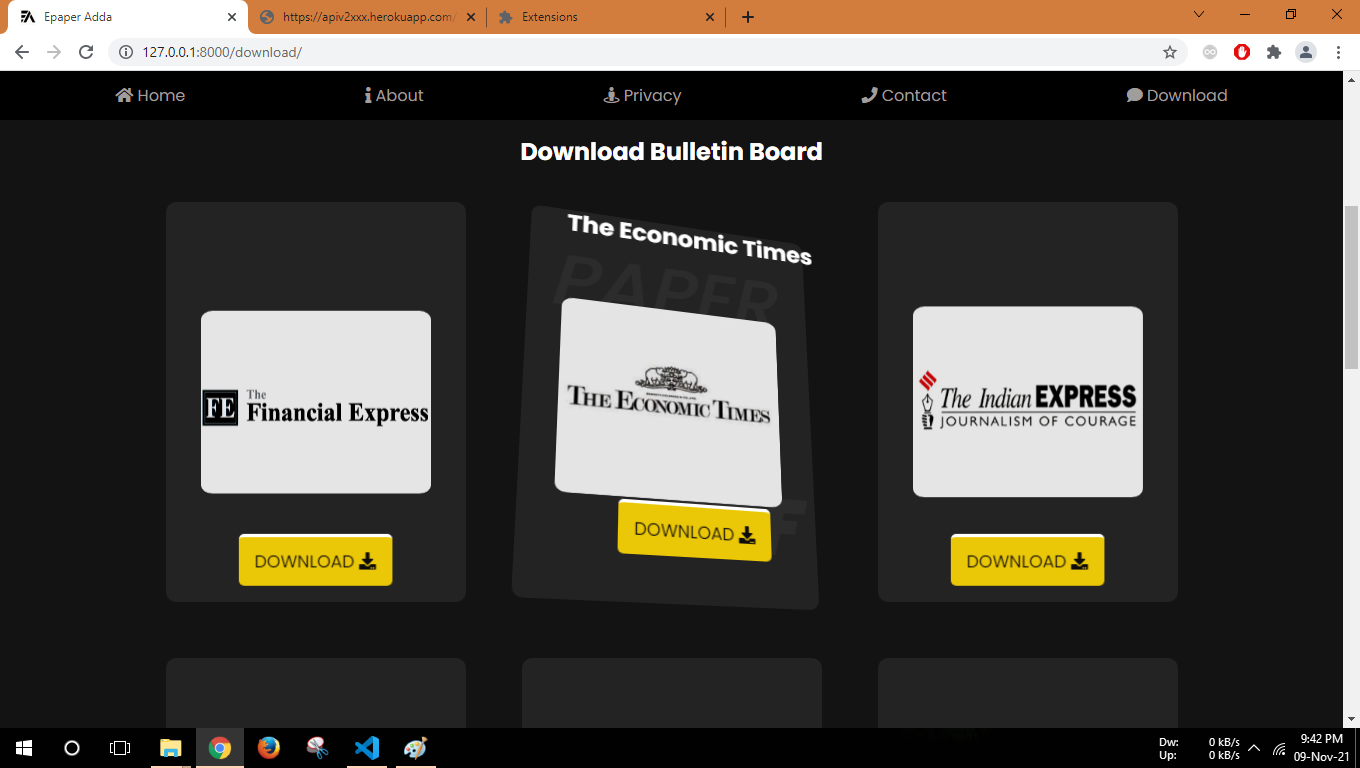 Epaper Adda
https://apiv2xxx.herokuapp.com/
Extensions
127.0.0.1:8000/download/
Home
About
Privacy
Contact
Download
Download Bulletin Board
The Economic Times
PAPER
FE The Financial Express
THE ECONOMIC TIMES
The Indian EXPRESS
JOURNALISM OF COURAGE
DOWNLOAD
DOWNLOAD
DOWNLOAD
Dw: 0 kB/s
Up: 0 kB/s
9:42 PM
09-Nov-21